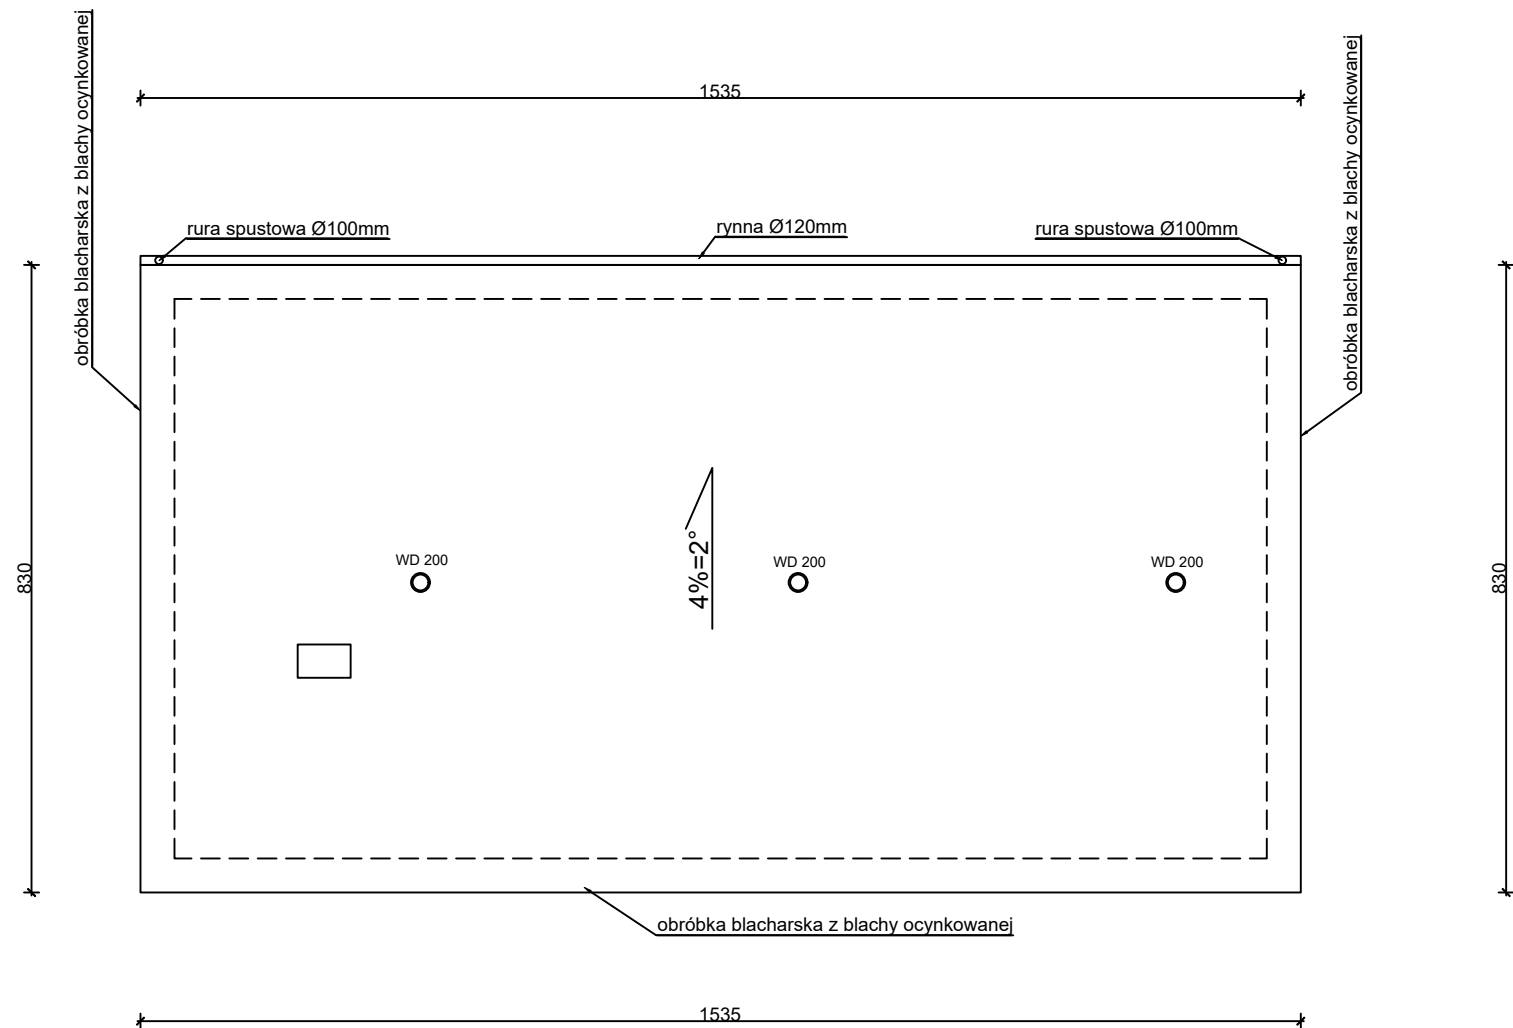 obróbka blacharska z blachy ocynkowanej
1535
obróbka blacharska z blachy ocynkowanej
rura spustowa Ø100mm
rynna Ø120mm
rura spustowa Ø100mm
830
WD 200
4%=2°
WD 200
WD 200
830
obróbka blacharska z blachy ocynkowanej
1535